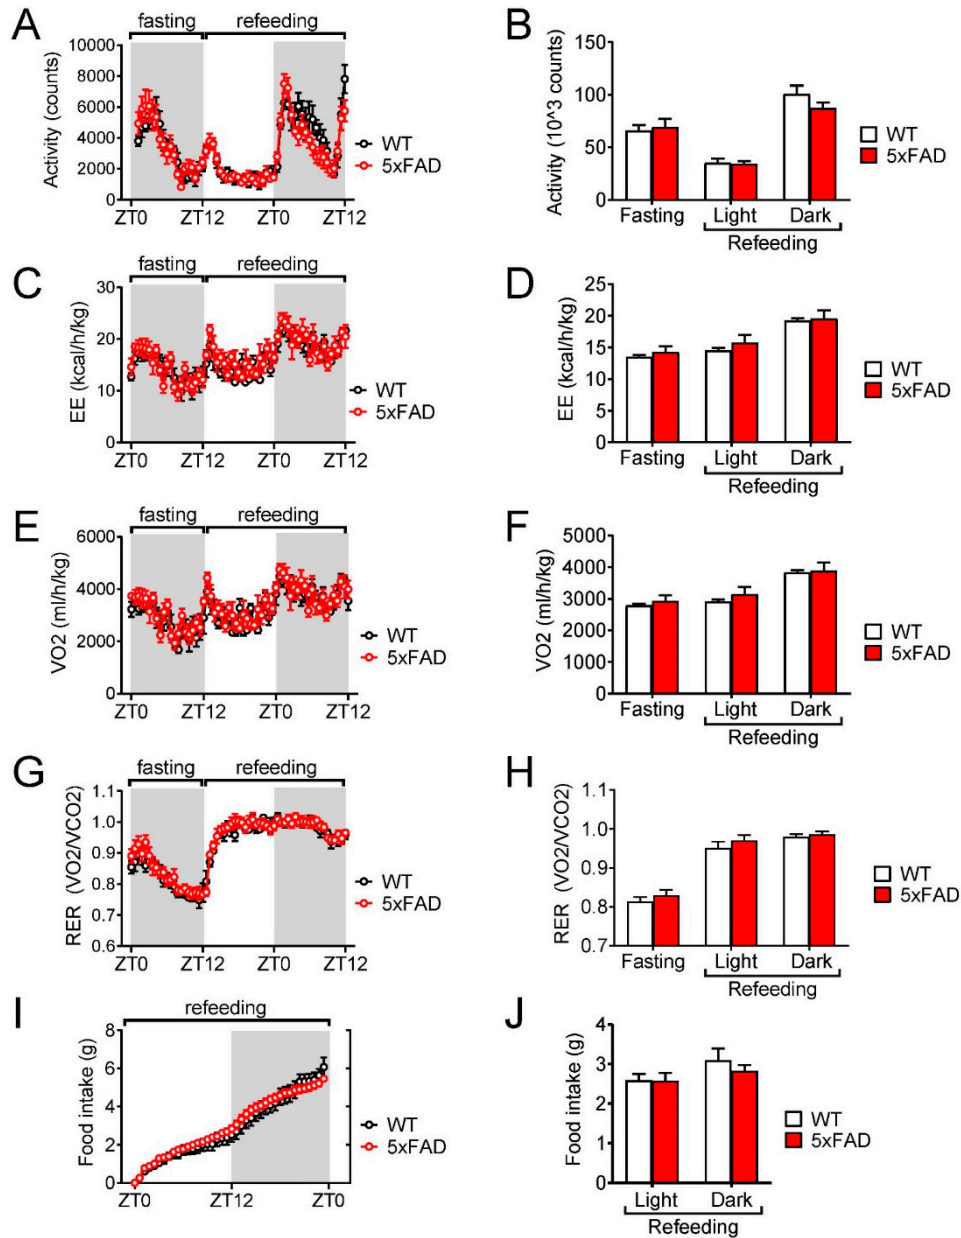 A
fasting
refeeding
Activity (counts)
10000
8000
6000
4000
2000
0
ZT0
ZT12
ZT0
ZT12
WT
5xFAD
B
Activity (10^3 counts)
150
100
50
0
Fasting
Light
Dark
Refeeding
WT
5xFAD
C
fasting
refeeding
EE (kcal/h/kg)
30
20
10
0
ZT0
ZT12
ZT0
ZT12
WT
5xFAD
D
EE (kcal/h/kg)
25
20
15
10
5
0
Fasting
Light
Dark
Refeeding
WT
5xFAD
E
fasting
refeeding
VO2 (ml/h/kg)
6000
4000
2000
0
ZT0
ZT12
ZT0
ZT12
WT
5xFAD
F
VO2 (ml/h/kg)
5000
4000
3000
2000
1000
0
Fasting
Light
Dark
Refeeding
WT
5xFAD
G
fasting
refeeding
RER (VO2/VCO2)
1.1
1.0
0.9
0.8
0.7
0.6
ZT0
ZT12
ZT0
ZT12
WT
5xFAD
H
RER (VO2/VCO2)
1.1
1.0
0.9
0.8
0.7
Fasting
Light
Dark
Refeeding
WT
5xFAD
I
refeeding
Food intake (g)
8
6
4
2
0
ZT0
ZT12
ZT0
WT
5xFAD
J
Food intake (g)
4
3
2
1
0
Light
Dark
Refeeding
WT
5xFAD